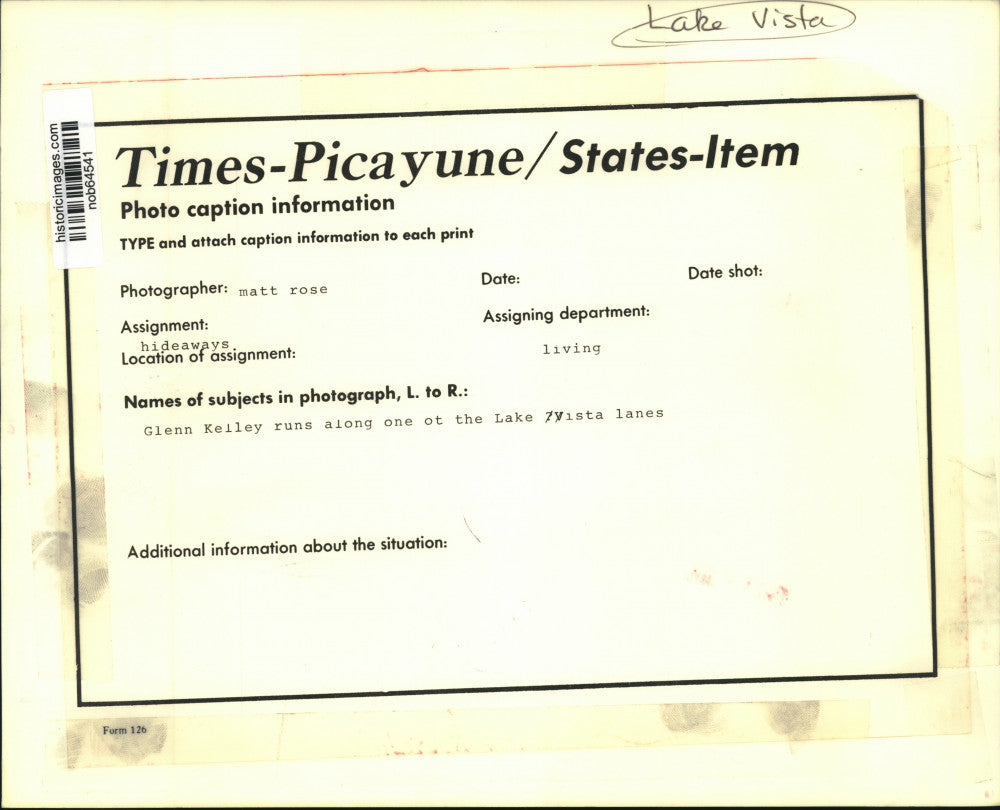 Lake Vista
historicimages.com
nob64541
Times-Picayune/States-Item
Photo caption information
TYPE and attach caption information to each print
Photographer: matt rose
Date:
Date shot:
Assignment:
hideaways
Assigning department:
living
Location of assignment:
Names of subjects in photograph, L. to R.:
Glenn Kelley runs along one ot the Lake Vista lanes
Additional information about the situation:
Form 126